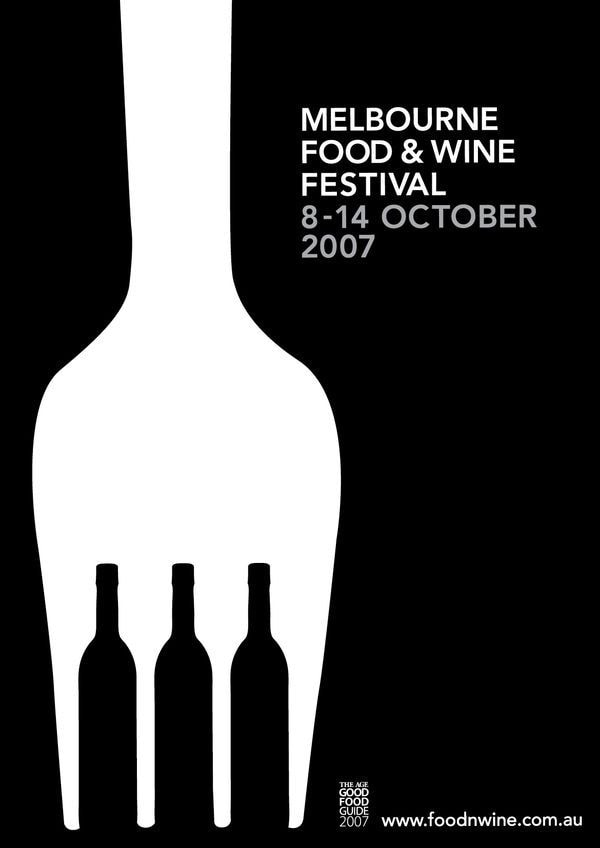 MELBOURNE
FOOD & WINE
FESTIVAL
8-14 OCTOBER
2007
THE AGE
GOOD
FOOD
GUIDE
2007
www.foodnwine.com.au